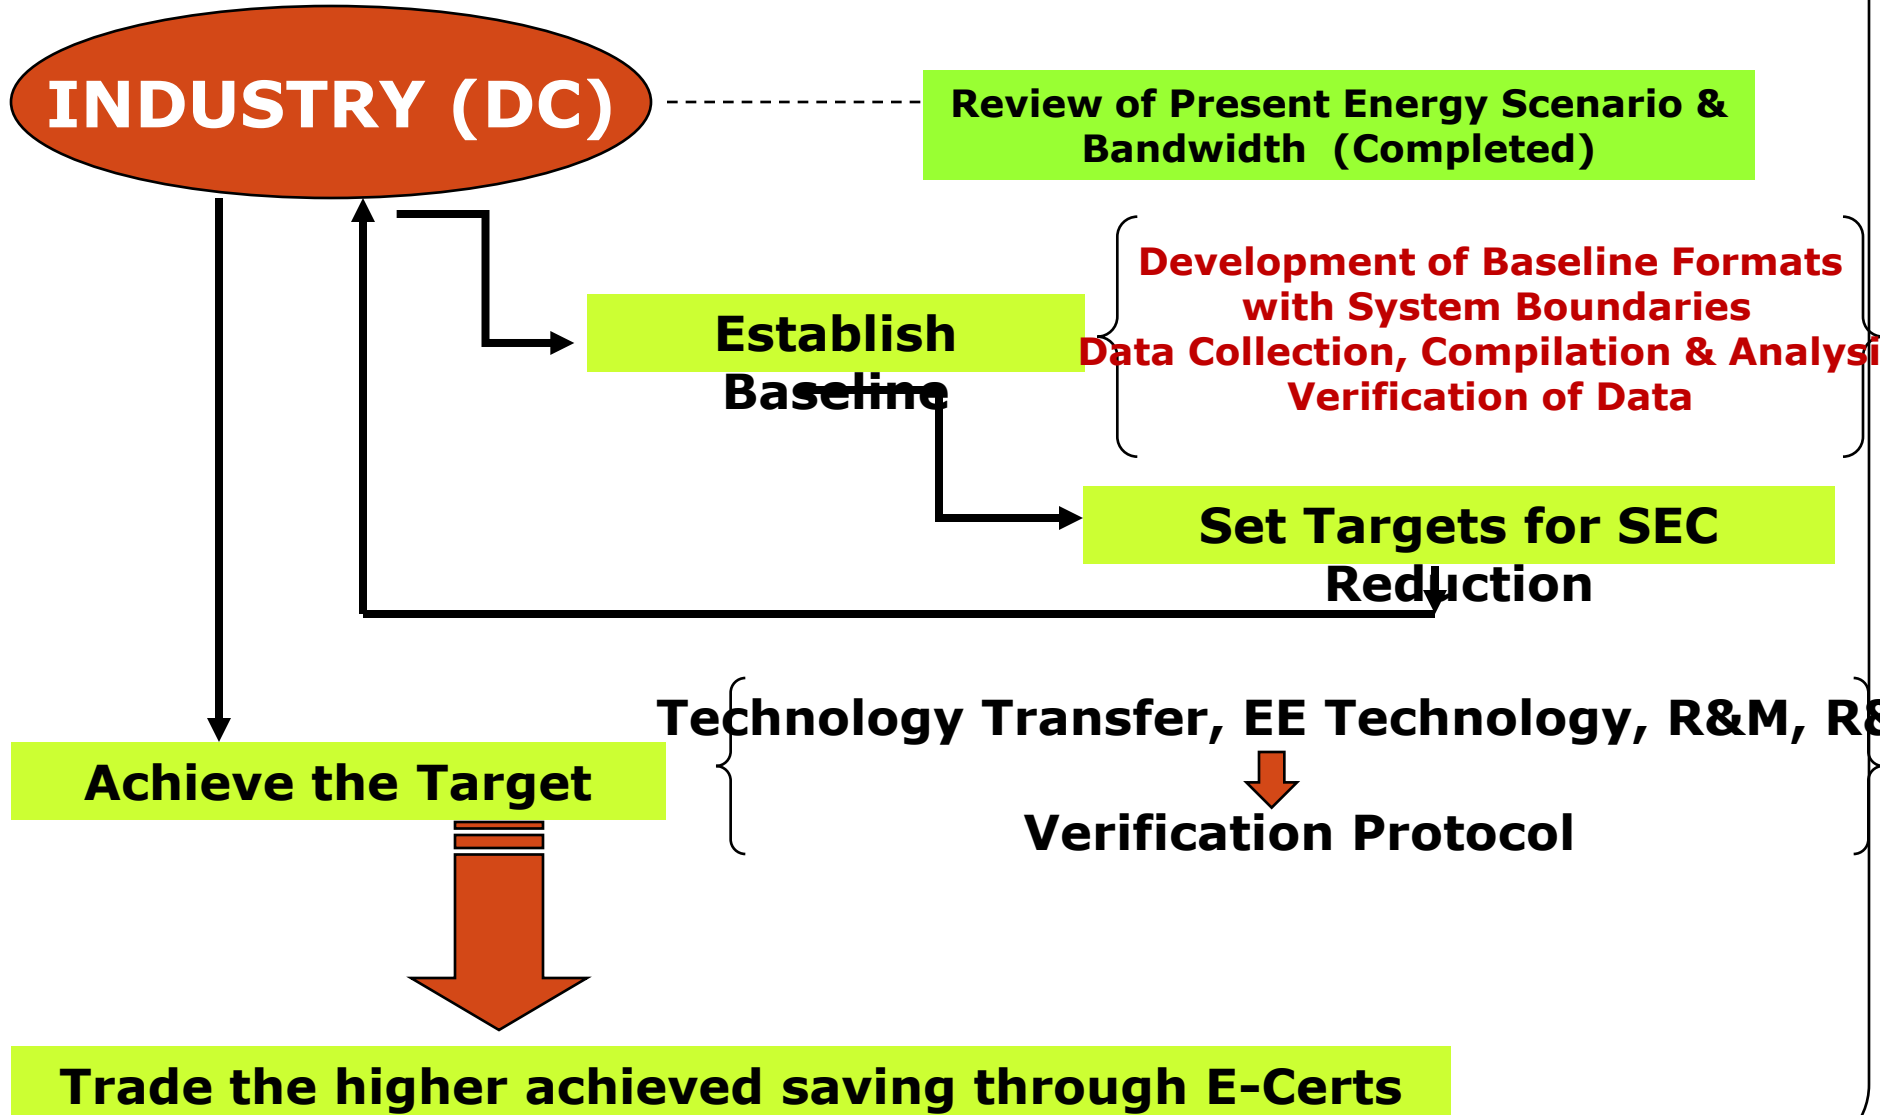 INDUSTRY (DC)
Review of Present Energy Scenario &
Bandwidth (Completed)
Development of Baseline Formats
with System Boundaries
Data Collection, Compilation & Analysi
Verification of Data
Establish
Baseline
Set Targets for SEC
Reduction
Technology Transfer, EE Technology, R&M, R&
Verification Protocol
Achieve the Target
Trade the higher achieved saving through E-Certs